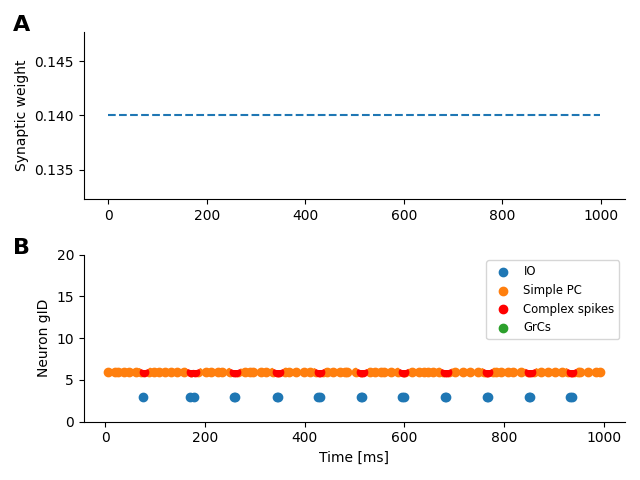 A
Synaptic weight
0.145
0.140
0.135
0 200 400 600 800 1000
B
Neuron gID
20
15
10
5
0
IO
Simple PC
Complex spikes
GrCs
0 200 400 600 800 1000
Time [ms]